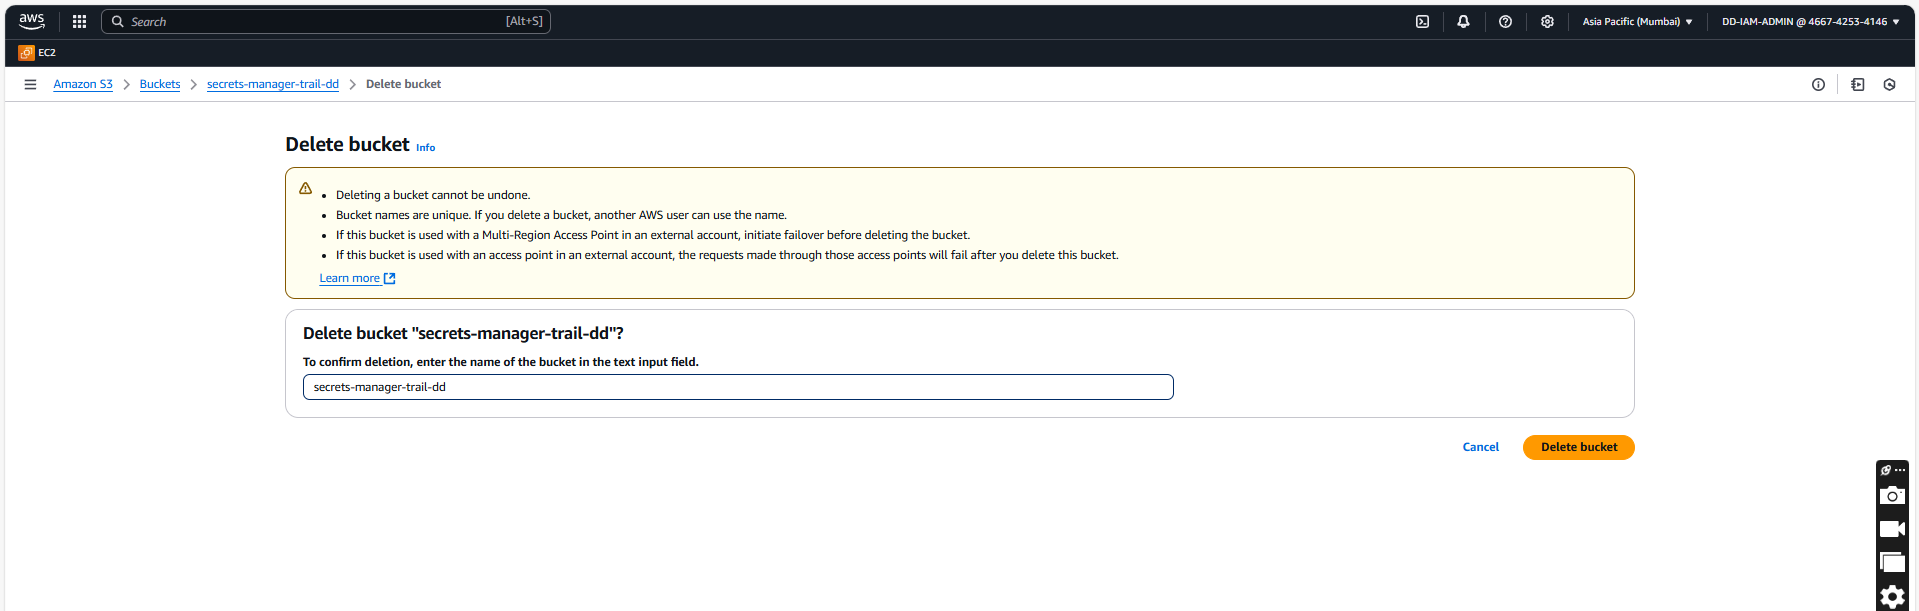 aws
Search
[Alt+S]
Asia Pacific (Mumbai)
DD-IAM-ADMIN @ 4667-4253-4146
EC2
Amazon S3
Buckets
secrets-manager-trail-dd
Delete bucket
Delete bucket Info
Deleting a bucket cannot be undone.
Bucket names are unique. If you delete a bucket, another AWS user can use the name.
If this bucket is used with a Multi-Region Access Point in an external account, initiate failover before deleting the bucket.
If this bucket is used with an access point in an external account, the requests made through those access points will fail after you delete this bucket.
Learn more
Delete bucket "secrets-manager-trail-dd"?
To confirm deletion, enter the name of the bucket in the text input field.
secrets-manager-trail-dd
Cancel
Delete bucket